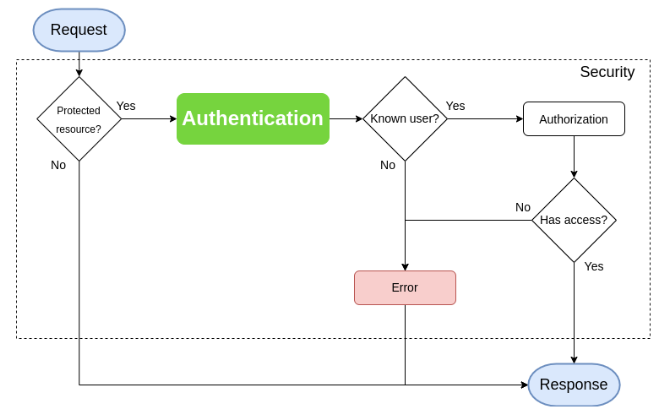 Request
Security
Protected
resource?
Yes
Authentication
Known user?
Yes
Authorization
No
No
No
Has access?
Yes
Error
Response